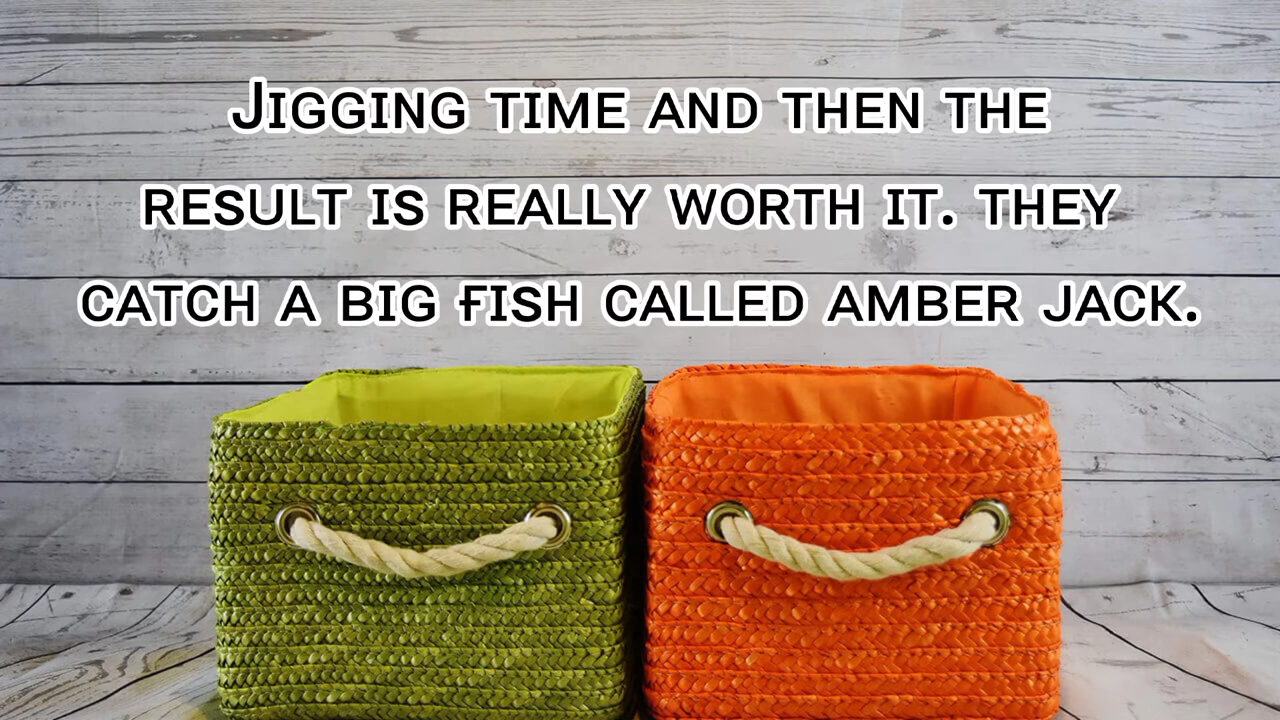 Jigging time and then the
result is really worth it. they
catch a big fish called amber jack.